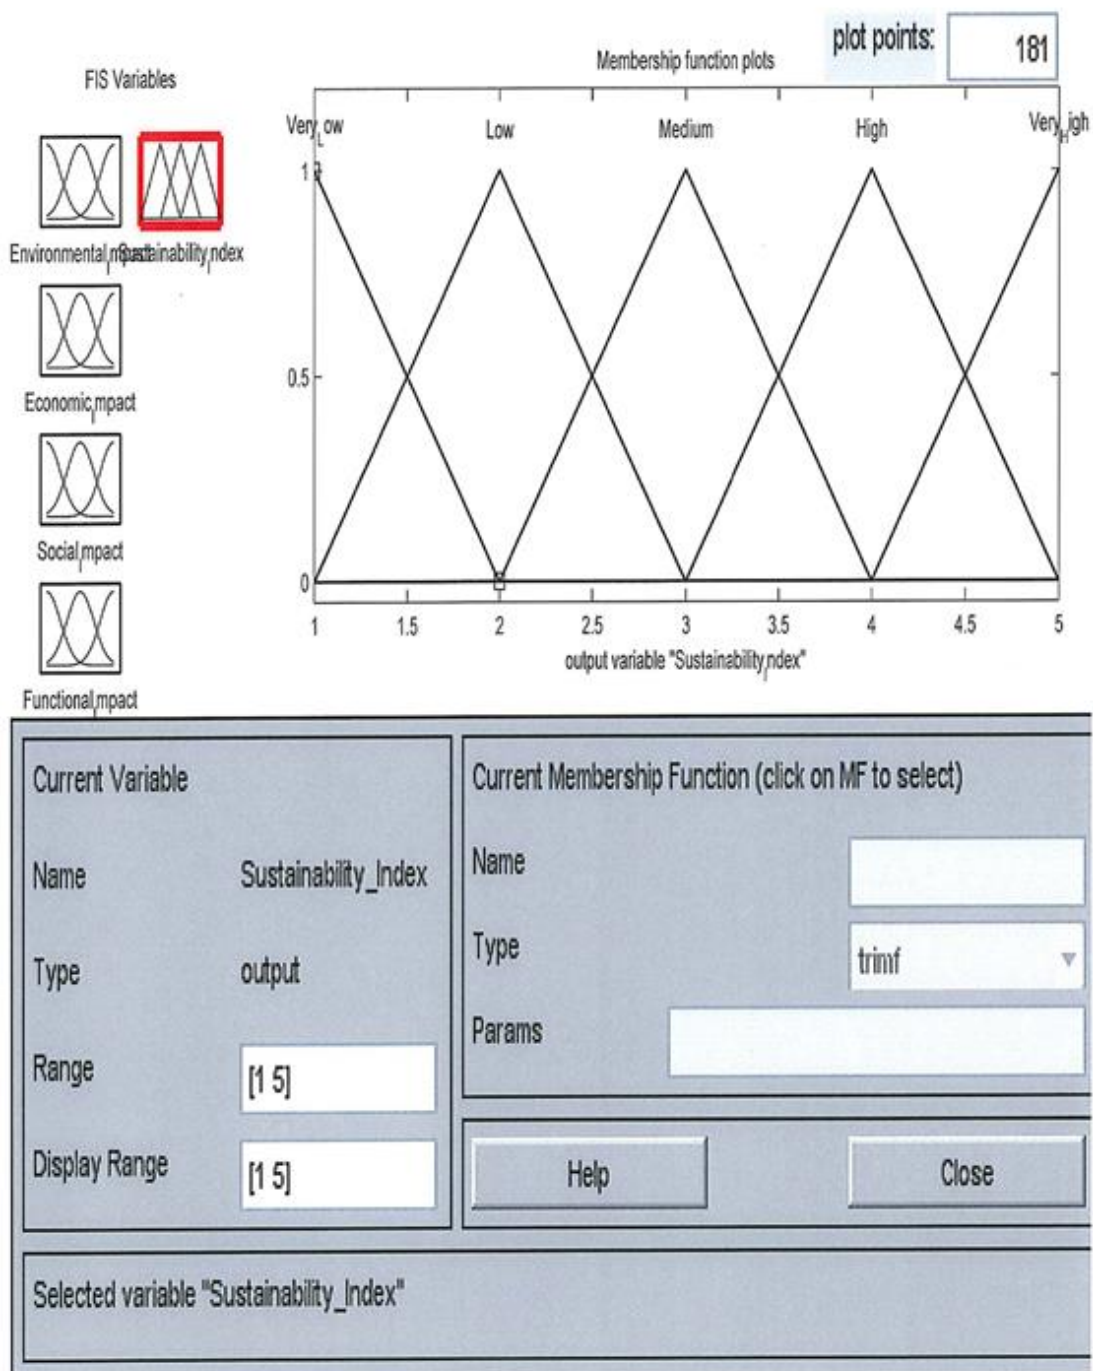 plot points: 181
Membership function plots
FIS Variables
Very_Low Low Medium High Very_High
1
0.5
0
1 1.5 2 2.5 3 3.5 4 4.5 5
output variable "Sustainability_Index"
Environmental_Impact Sustainability_Index
Economic_Impact
Social_Impact
Functional_Impact
Current Variable
Name Sustainability_Index
Type output
Range [1 5]
Display Range [1 5]
Current Membership Function (click on MF to select)
Name
Type trimf
Params
Help Close
Selected variable "Sustainability_Index"